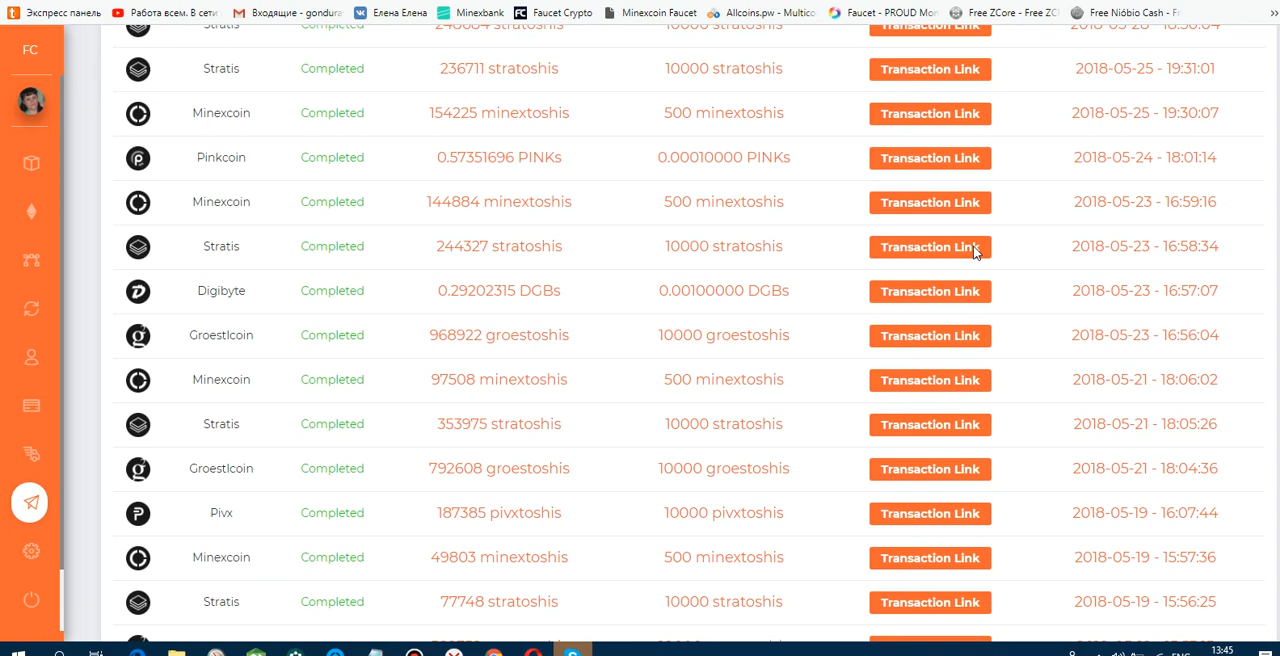 Экспресс панель Работа всем. В сети Входящие - gondura Елена Елена Minexbank Faucet Crypto Minexcoin Faucet Allcoins.pw - Multico Faucet - PROUD Mon Free ZCore - Free ZC Free Nióbio Cash - Fr »
FC
Stratis Completed 236711 stratoshis 10000 stratoshis Transaction Link 2018-05-25 - 19:31:01
Minexcoin Completed 154225 minextoshis 500 minextoshis Transaction Link 2018-05-25 - 19:30:07
Pinkcoin Completed 0.57351696 PINKs 0.00010000 PINKs Transaction Link 2018-05-24 - 18:01:14
Minexcoin Completed 144884 minextoshis 500 minextoshis Transaction Link 2018-05-23 - 16:59:16
Stratis Completed 244327 stratoshis 10000 stratoshis Transaction Link 2018-05-23 - 16:58:34
Digibyte Completed 0.29202315 DGBs 0.00100000 DGBs Transaction Link 2018-05-23 - 16:57:07
Groestlcoin Completed 968922 groestoshis 10000 groestoshis Transaction Link 2018-05-23 - 16:56:04
Minexcoin Completed 97508 minextoshis 500 minextoshis Transaction Link 2018-05-21 - 18:06:02
Stratis Completed 353975 stratoshis 10000 stratoshis Transaction Link 2018-05-21 - 18:05:26
Groestlcoin Completed 792608 groestoshis 10000 groestoshis Transaction Link 2018-05-21 - 18:04:36
Pivx Completed 187385 pivxtoshis 10000 pivxtoshis Transaction Link 2018-05-19 - 16:07:44
Minexcoin Completed 49803 minextoshis 500 minextoshis Transaction Link 2018-05-19 - 15:57:36
Stratis Completed 77748 stratoshis 10000 stratoshis Transaction Link 2018-05-19 - 15:56:25
ENG 13:45